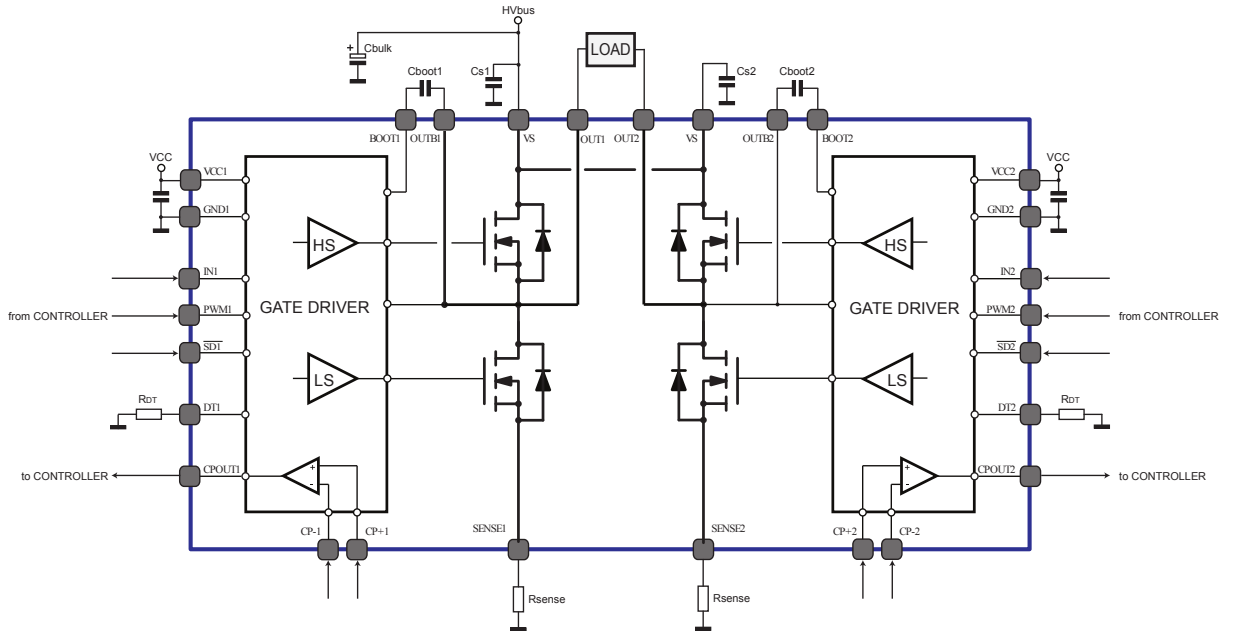 HVbus
+
Cbulk
LOAD
Cboot1
Cs1
Cs2
Cboot2
BOOT1
OUTB1
VS
OUT1
OUT2
VS
OUTB2
BOOT2
VCC
VCC1
VCC2
VCC
GND1
GND2
HS
HS
IN1
IN2
from CONTROLLER
PWM1
GATE DRIVER
GATE DRIVER
PWM2
from CONTROLLER
SD1
SD2
LS
LS
RDT
DT1
DT2
RDT
to CONTROLLER
CPOUT1
+
-
+
-
CPOUT2
to CONTROLLER
CP-1
CP+1
SENSE1
SENSE2
CP+2
CP-2
Rsense
Rsense